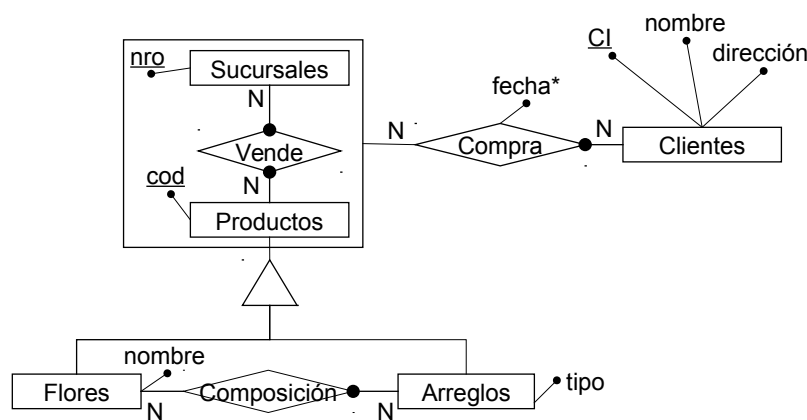 nro
Sucursales
N
Vende
N
cod
Productos
N
fecha*
Compra
N
CI
nombre
dirección
Clientes
nombre
Flores
N
Composición
N
Arreglos
tipo